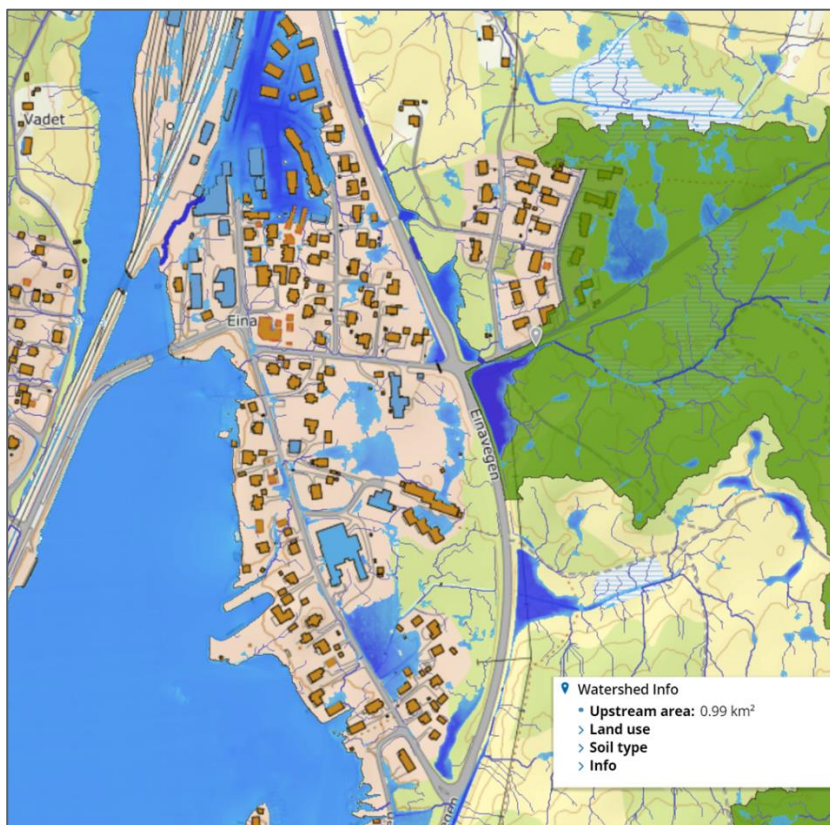 Vadet
Eina
Einavegen
Watershed Info
Upstream area: 0.99 km²
Land use
Soil type
Info